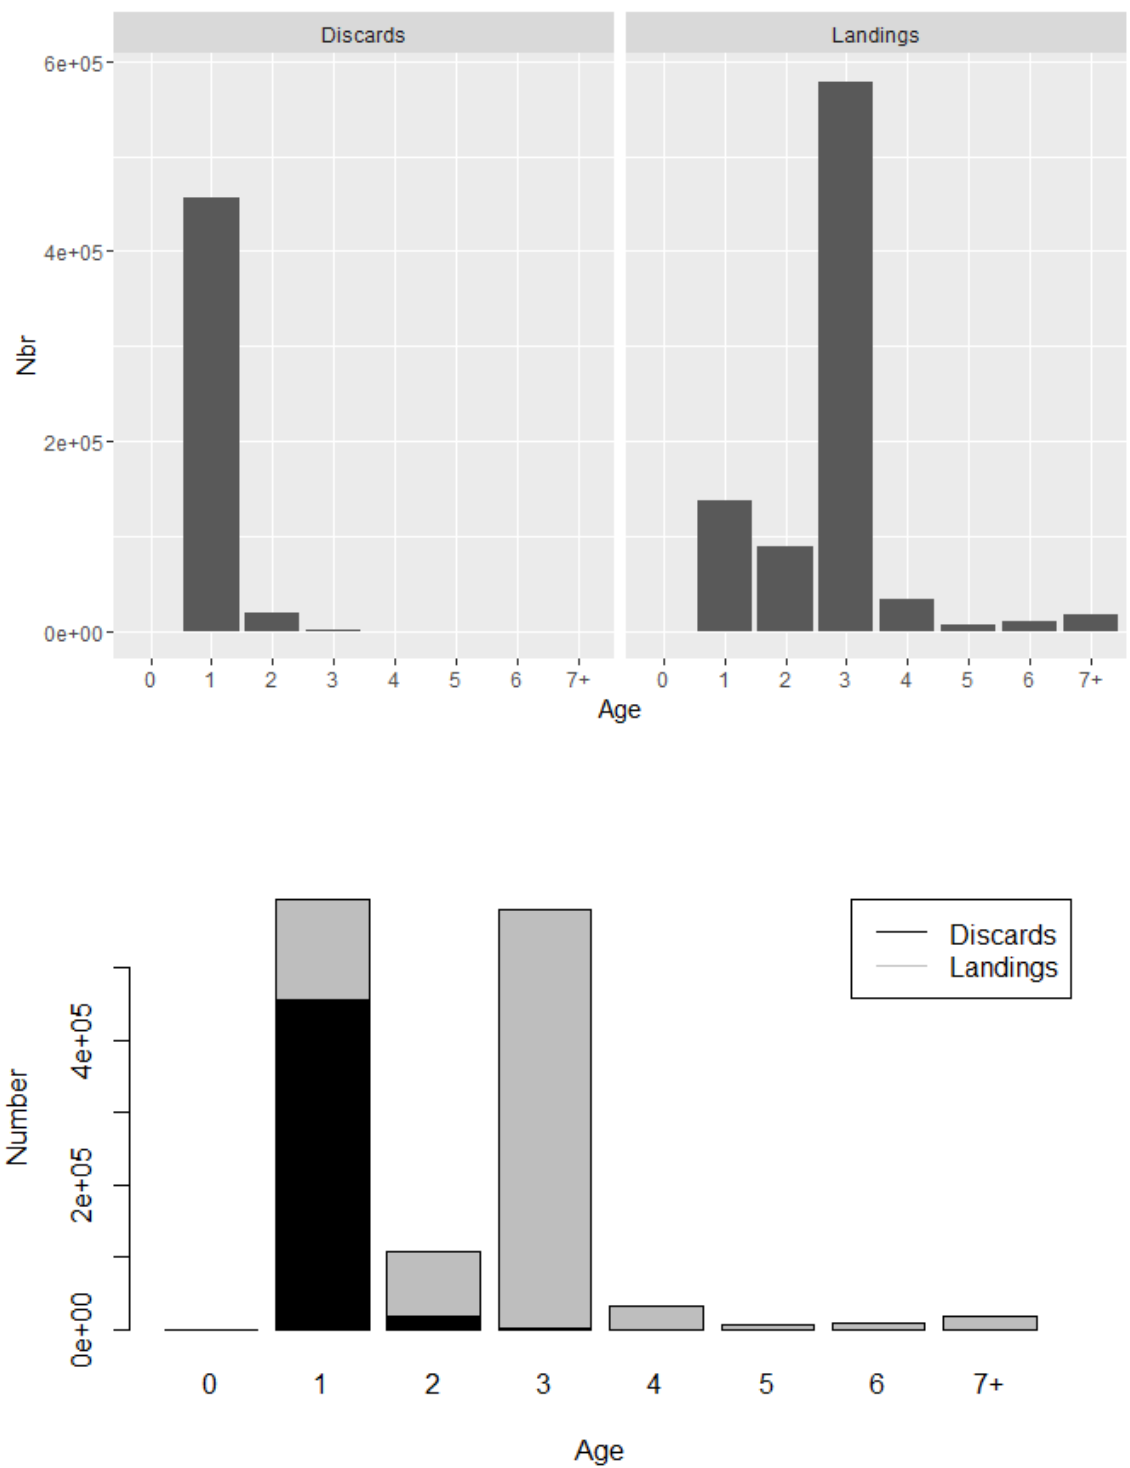 Discards Landings
6e+05
4e+05
2e+05
0e+00
Nbr
0 1 2 3 4 5 6 7+ 0 1 2 3 4 5 6 7+
Age
Discards
Landings
4e+05
2e+05
0e+00
Number
0 1 2 3 4 5 6 7+
Age